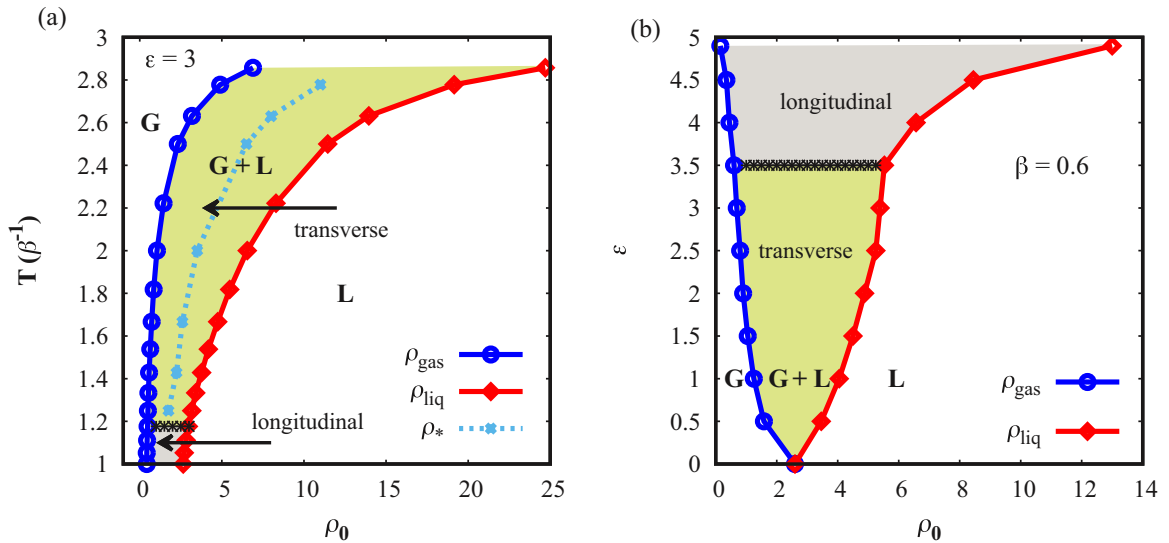 (a)
3
ε = 3
2.8
2.6
G
G + L
2.4
2.2
transverse
2
L
1.8
1.6
1.4
1.2
longitudinal
1
T (β⁻¹)
ρgas
ρliq
ρ*
0 5 10 15 20 25
ρ0
(b)
5
4.5
longitudinal
4
3.5
β = 0.6
3
2.5
transverse
2
1.5
1
G G + L L
0.5
0
ε
ρgas
ρliq
0 2 4 6 8 10 12 14
ρ0